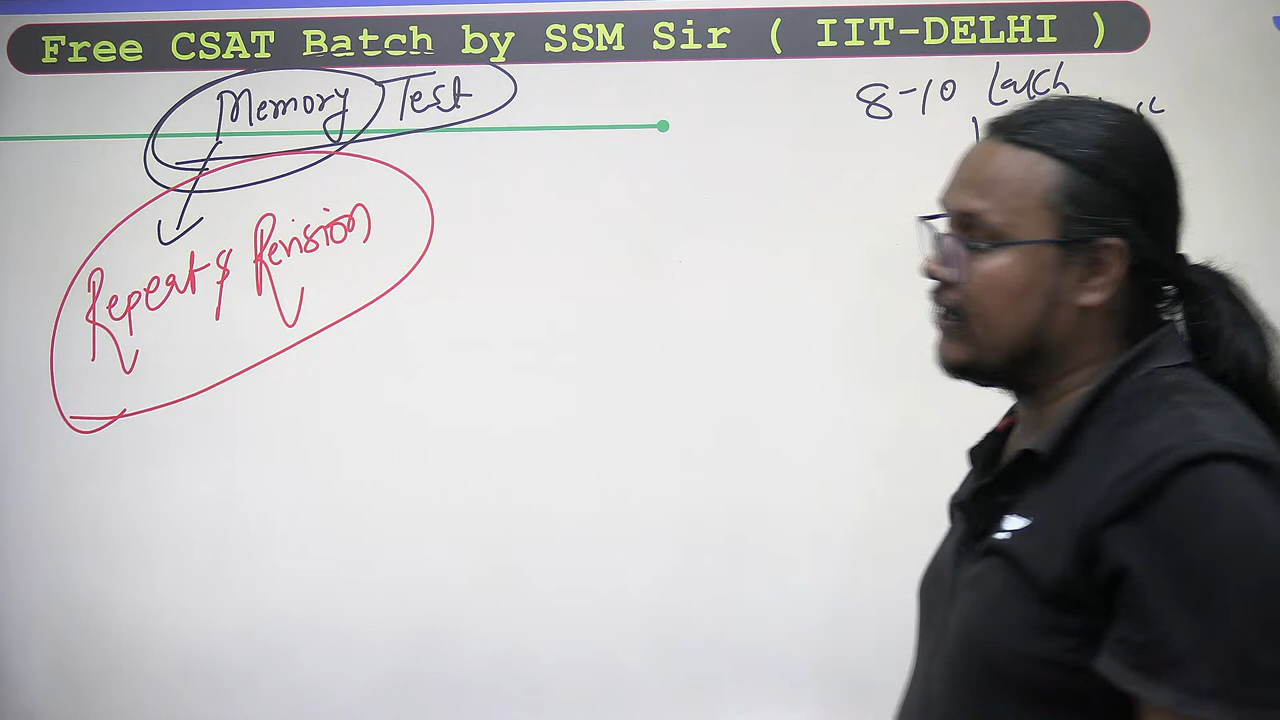 Free CSAT Batch by SSM Sir ( IIT-DELHI )
Memory Test
8-10 Lakh
Repeat & Revision